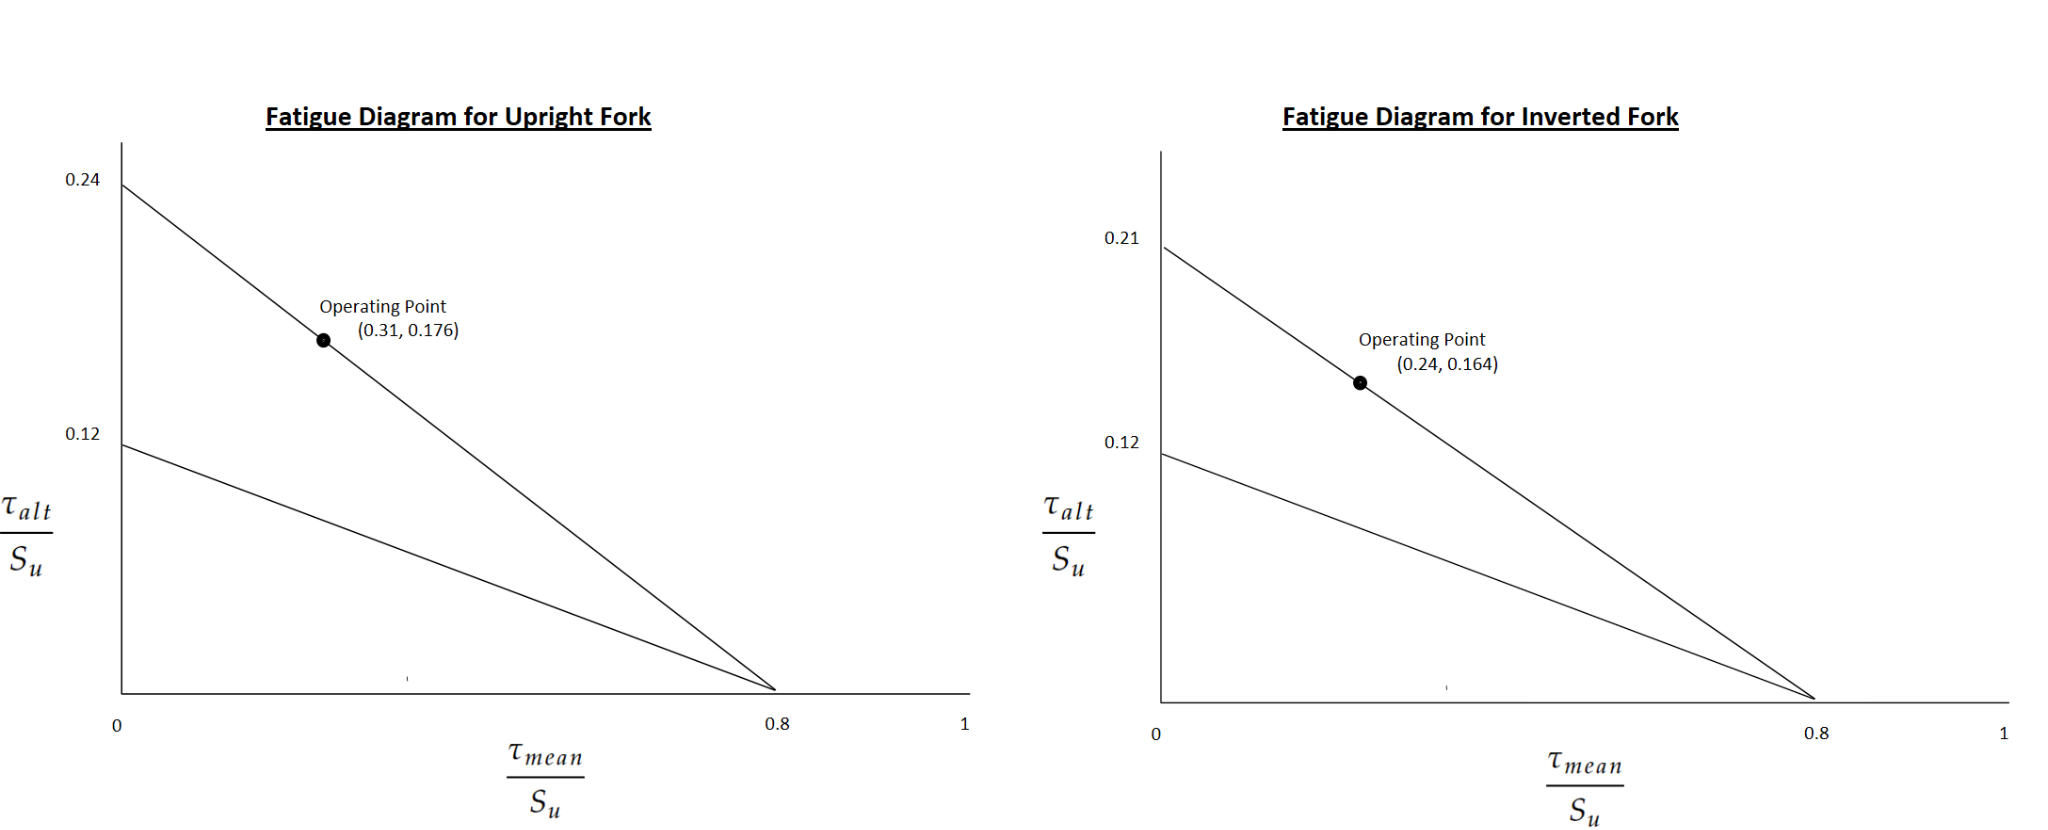 Fatigue Diagram for Upright Fork
0.24
Operating Point
(0.31, 0.176)
0.12
τalt
Su
0
0.8
1
τmean
Su
Fatigue Diagram for Inverted Fork
0.21
Operating Point
(0.24, 0.164)
0.12
τalt
Su
0
0.8
1
τmean
Su